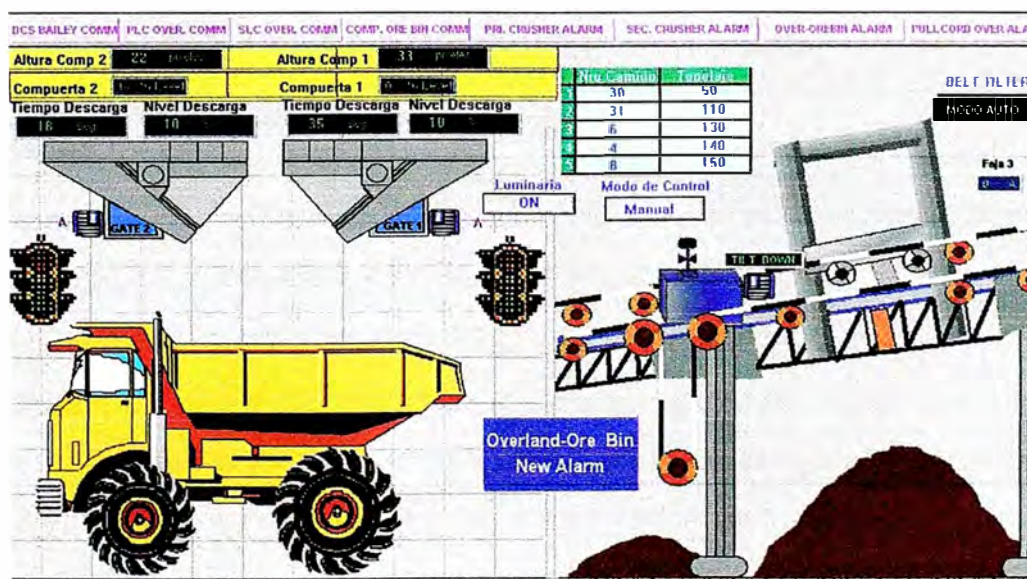 DCS BAILEY COMM PLC OVER. COMM SLC OVER. COMM COMP. ORE BIN COMM PRI. CRUSHER ALARM SEC. CRUSHER ALARM OVER-OREBIN ALARM PULLCORD OVER ALA
Altura Comp 2 22 Altura Comp 1 33
Compuerta 2 Compuerta 1
Tiempo Descarga Nivel Descarga Tiempo Descarga Nivel Descarga
18 seg 10 % 35 seg 10 %
Nro Camion Tonelaje
1 30 50
2 31 110
3 6 130
4 4 140
5 8 150
MODO AUTO
Faja 3
Luminaria
ON
Modo de Control
Manual
A GATE 2 GATE 1 A
TILT DOWN
Overland-Ore Bin
New Alarm